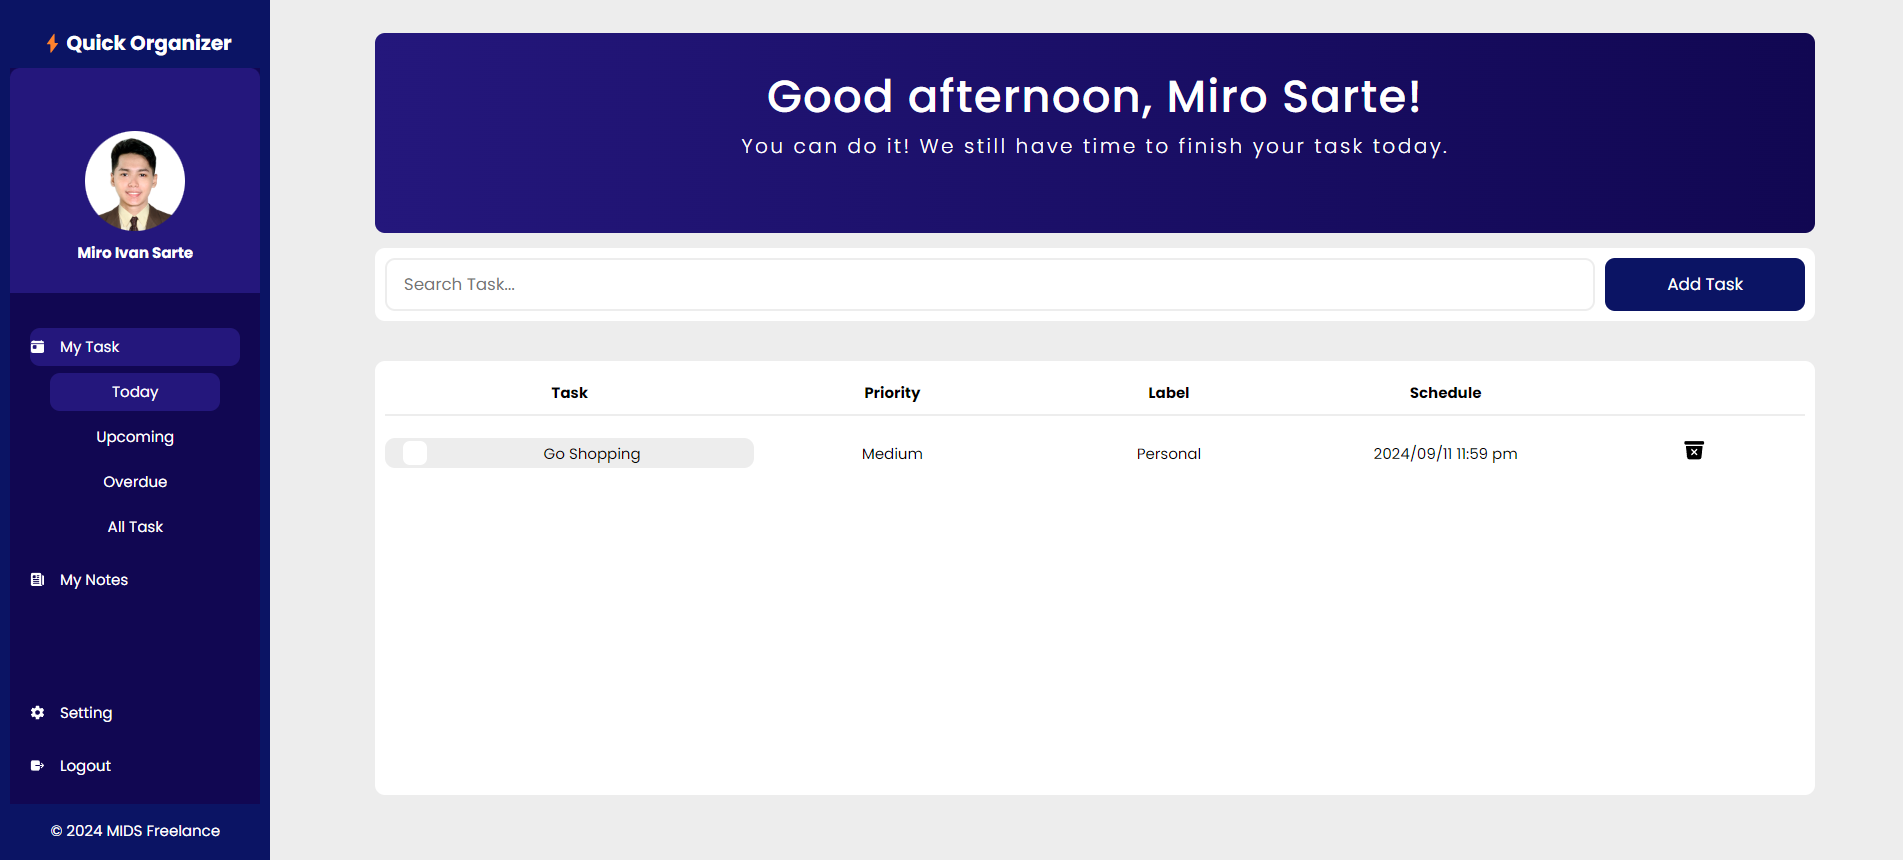 Quick Organizer
Miro Ivan Sarte
My Task
Today
Upcoming
Overdue
All Task
My Notes
Setting
Logout
© 2024 MIDS Freelance
Good afternoon, Miro Sarte!
You can do it! We still have time to finish your task today.
Search Task...
Add Task
Task Priority Label Schedule
Go Shopping Medium Personal 2024/09/11 11:59 pm